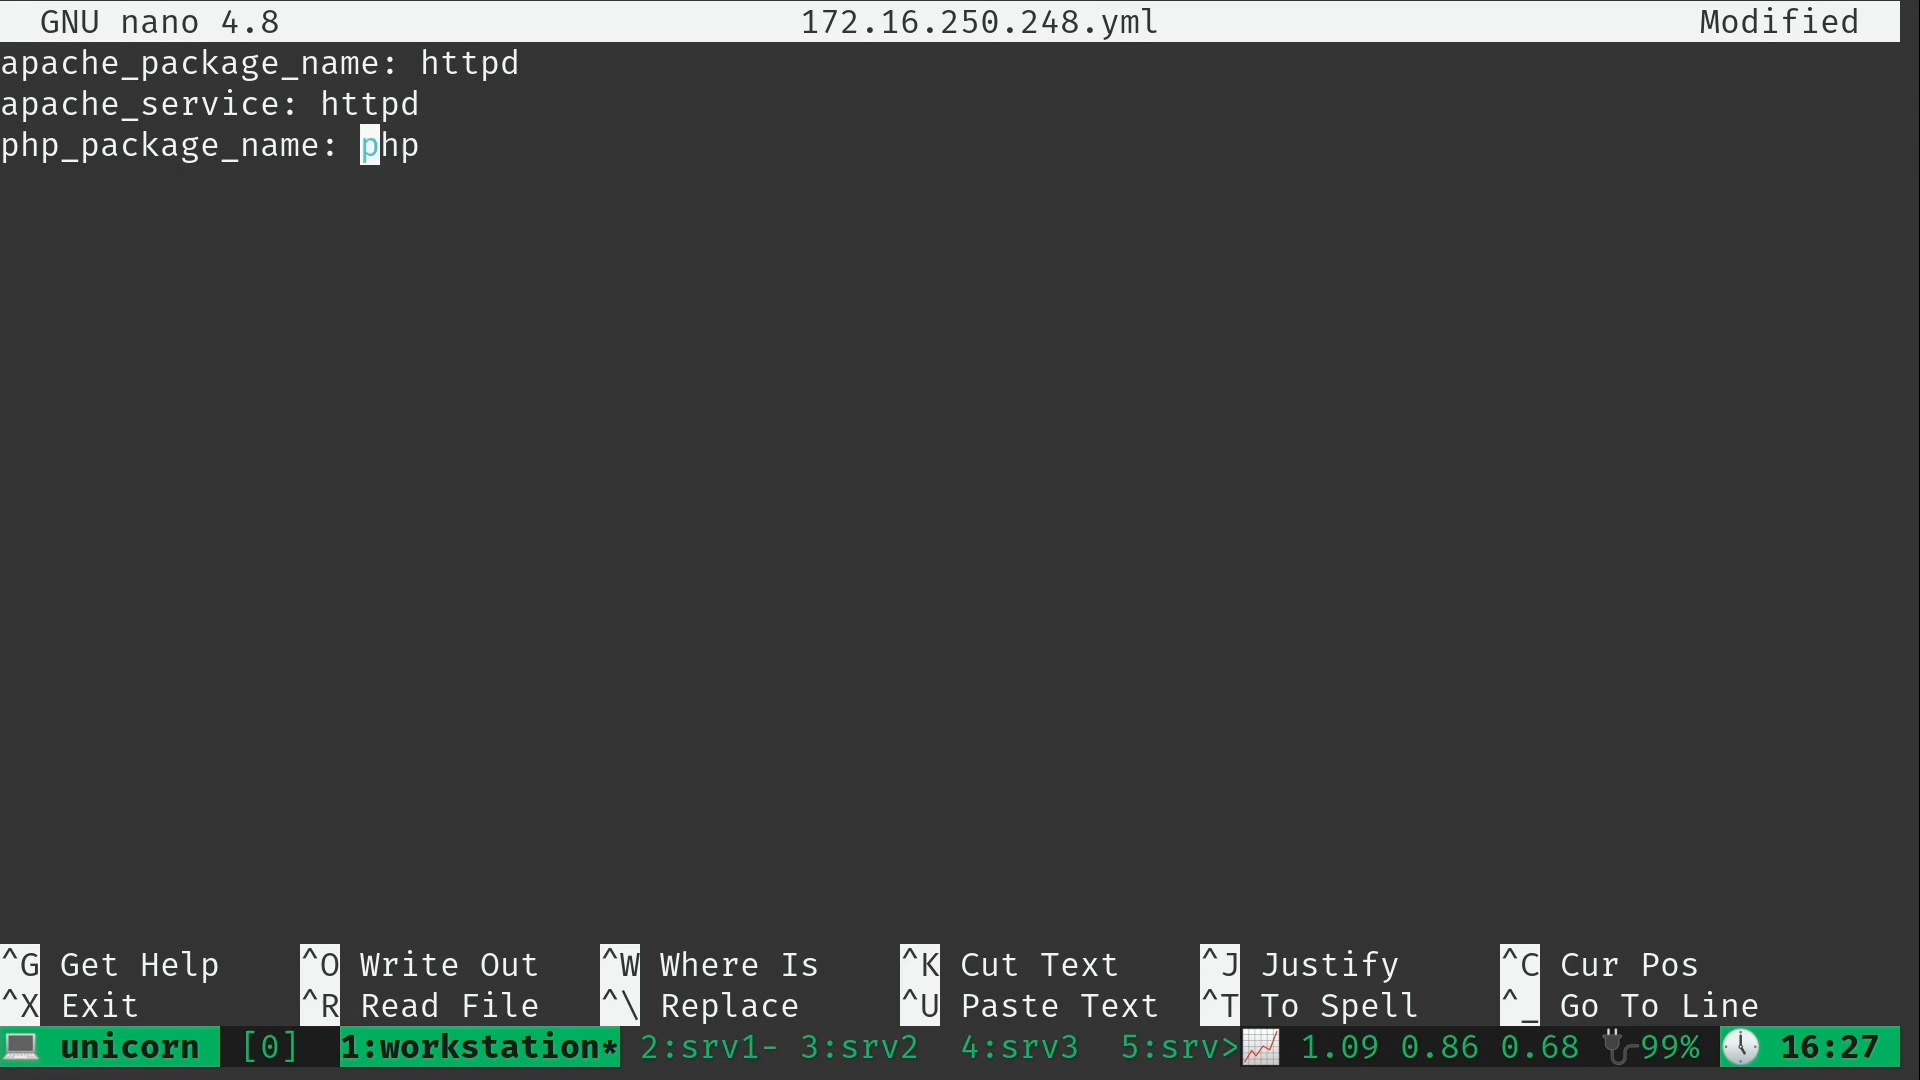 GNU nano 4.8 172.16.250.248.yml Modified
apache_package_name: httpd
apache_service: httpd
php_package_name: php
^G Get Help ^O Write Out ^W Where Is ^K Cut Text ^J Justify ^C Cur Pos
^X Exit ^R Read File ^\ Replace ^U Paste Text ^T To Spell ^_ Go To Line
unicorn [0] 1:workstation* 2:srv1- 3:srv2 4:srv3 5:srv> 1.09 0.86 0.68 99% 16:27